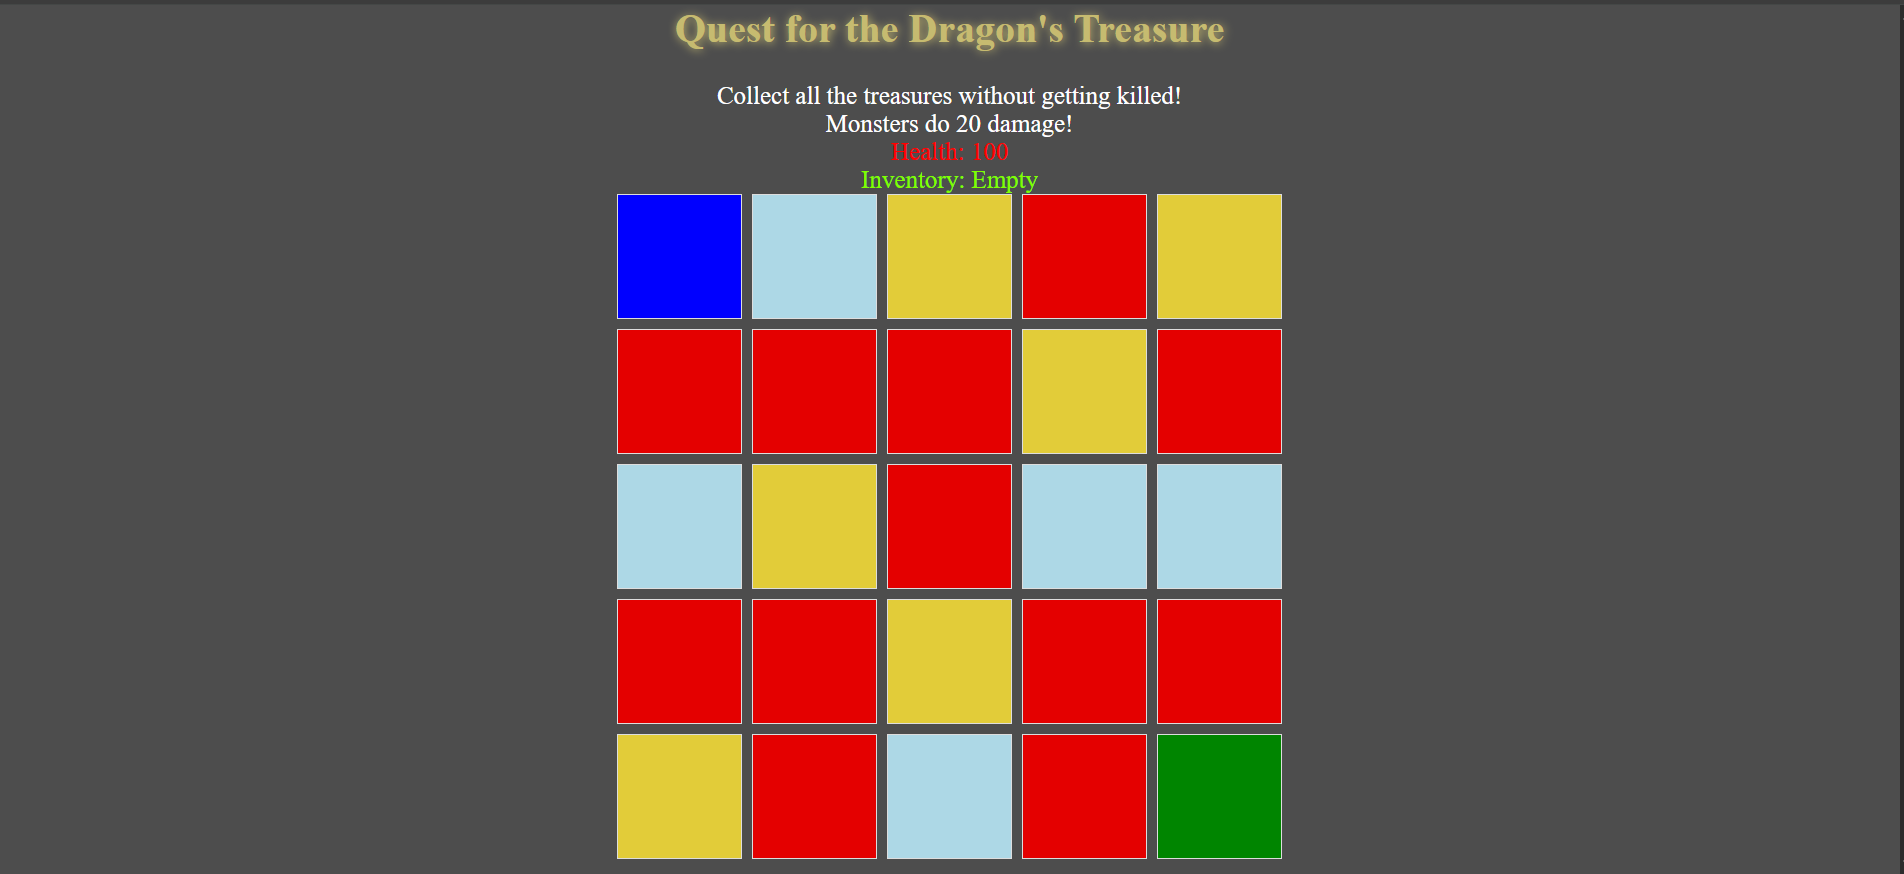 Quest for the Dragon's Treasure
Collect all the treasures without getting killed!
Monsters do 20 damage!
Health: 100
Inventory: Empty